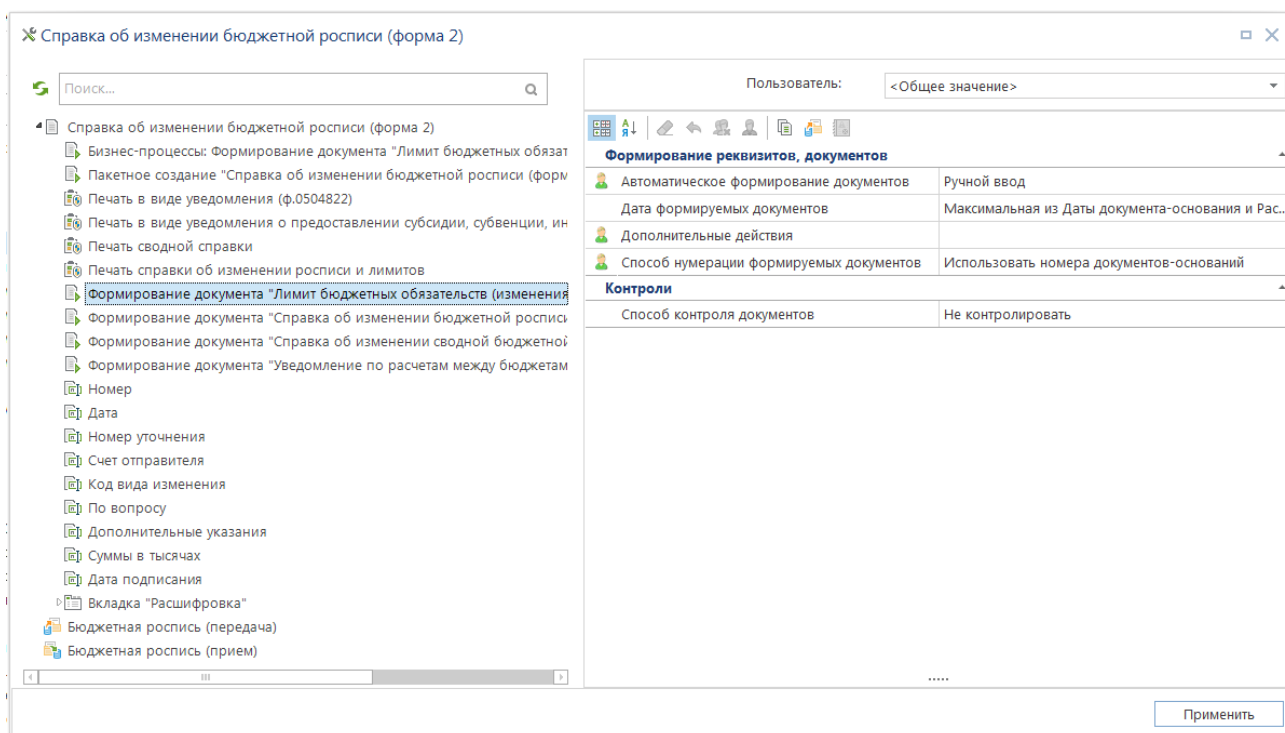 Справка об изменении бюджетной росписи (форма 2)
Поиск...
Пользователь: <Общее значение>
Справка об изменении бюджетной росписи (форма 2)
Бизнес-процессы: Формирование документа "Лимит бюджетных обязат
Пакетное создание "Справка об изменении бюджетной росписи (форм
Печать в виде уведомления (ф.0504822)
Печать в виде уведомления о предоставлении субсидии, субвенции, ин
Печать сводной справки
Печать справки об изменении росписи и лимитов
Формирование документа "Лимит бюджетных обязательств (изменения
Формирование документа "Справка об изменении бюджетной росписи
Формирование документа "Справка об изменении сводной бюджетной
Формирование документа "Уведомление по расчетам между бюджетам
Номер
Дата
Номер уточнения
Счет отправителя
Код вида изменения
По вопросу
Дополнительные указания
Суммы в тысячах
Дата подписания
Вкладка "Расшифровка"
Бюджетная роспись (передача)
Бюджетная роспись (прием)
Формирование реквизитов, документов
Автоматическое формирование документов Ручной ввод
Дата формируемых документов Максимальная из Даты документа-основания и Рас...
Дополнительные действия
Способ нумерации формируемых документов Использовать номера документов-оснований
Контроли
Способ контроля документов Не контролировать
Применить